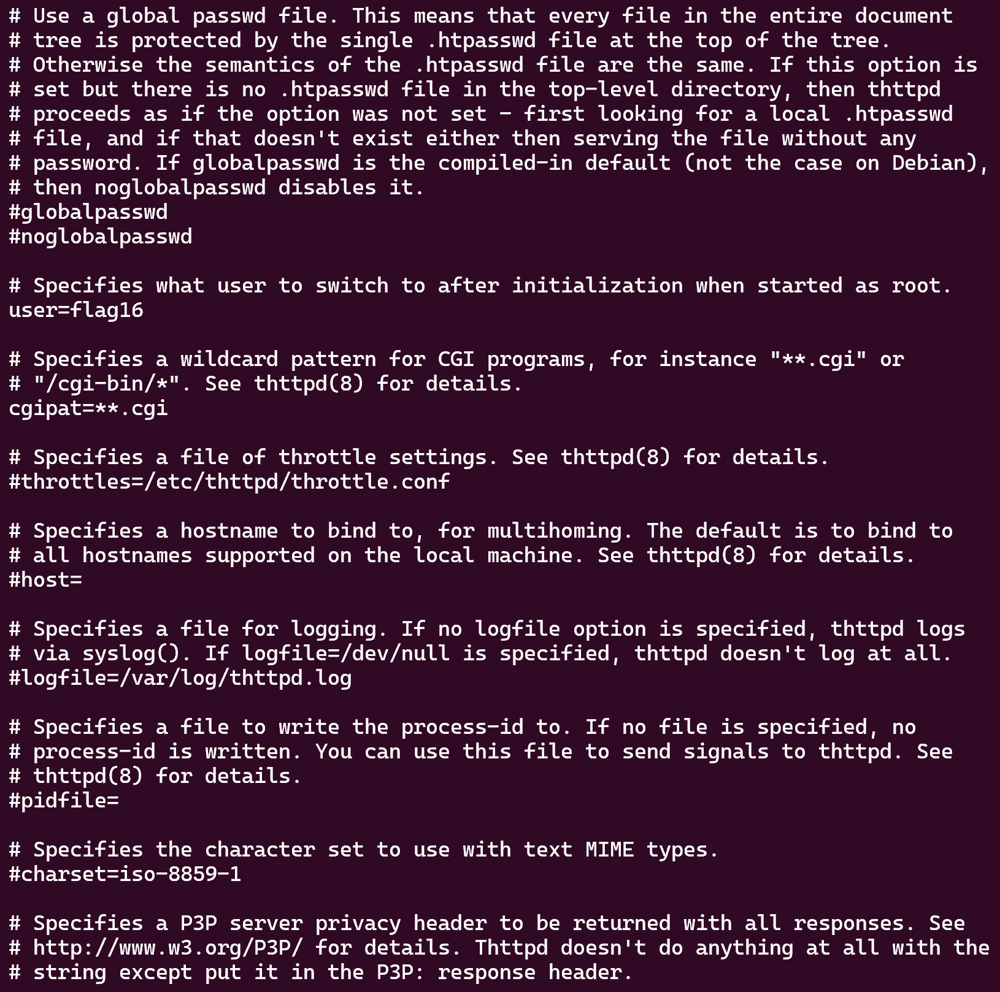 # Use a global passwd file. This means that every file in the entire document
# tree is protected by the single .htpasswd file at the top of the tree.
# Otherwise the semantics of the .htpasswd file are the same. If this option is
# set but there is no .htpasswd file in the top-level directory, then thttpd
# proceeds as if the option was not set - first looking for a local .htpasswd
# file, and if that doesn't exist either then serving the file without any
# password. If globalpasswd is the compiled-in default (not the case on Debian),
# then noglobalpasswd disables it.
#globalpasswd
#noglobalpasswd

# Specifies what user to switch to after initialization when started as root.
user=flag16

# Specifies a wildcard pattern for CGI programs, for instance "**.cgi" or
# "/cgi-bin/*". See thttpd(8) for details.
cgipat=**.cgi

# Specifies a file of throttle settings. See thttpd(8) for details.
#throttles=/etc/thttpd/throttle.conf

# Specifies a hostname to bind to, for multihoming. The default is to bind to
# all hostnames supported on the local machine. See thttpd(8) for details.
#host=

# Specifies a file for logging. If no logfile option is specified, thttpd logs
# via syslog(). If logfile=/dev/null is specified, thttpd doesn't log at all.
#logfile=/var/log/thttpd.log

# Specifies a file to write the process-id to. If no file is specified, no
# process-id is written. You can use this file to send signals to thttpd. See
# thttpd(8) for details.
#pidfile=

# Specifies the character set to use with text MIME types.
#charset=iso-8859-1

# Specifies a P3P server privacy header to be returned with all responses. See
# http://www.w3.org/P3P/ for details. Thttpd doesn't do anything at all with the
# string except put it in the P3P: response header.